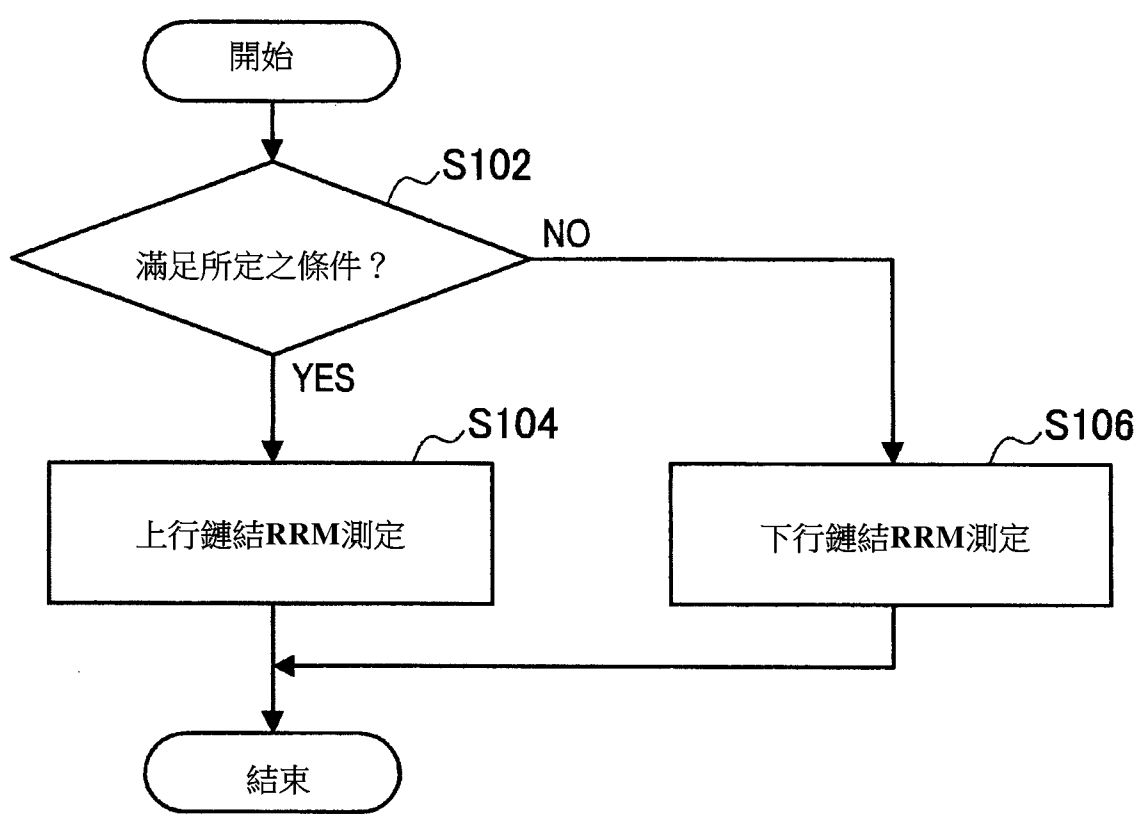 開始
S102
滿足所定之條件？
NO
YES
S104
S106
上行鏈結RRM測定
下行鏈結RRM測定
結束